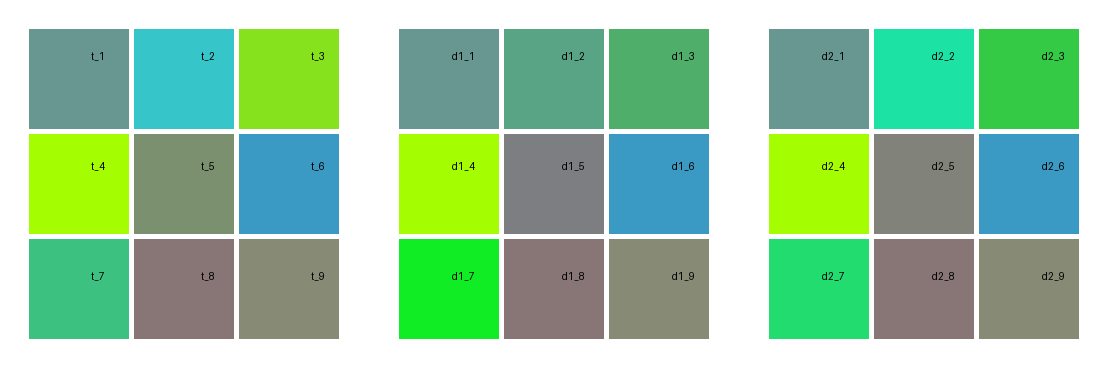 t_1 t_2 t_3 d1_1 d1_2 d1_3 d2_1 d2_2 d2_3
t_4 t_5 t_6 d1_4 d1_5 d1_6 d2_4 d2_5 d2_6
t_7 t_8 t_9 d1_7 d1_8 d1_9 d2_7 d2_8 d2_9